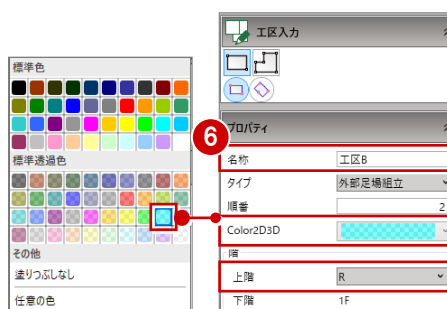 標準色
標準透過色
その他
塗りつぶしなし
任意の色
工区入力
プロパティ
6
名称 工区B
タイプ 外部足場組立
順番 2
Color2D3D
階
上階 R
下階 1F